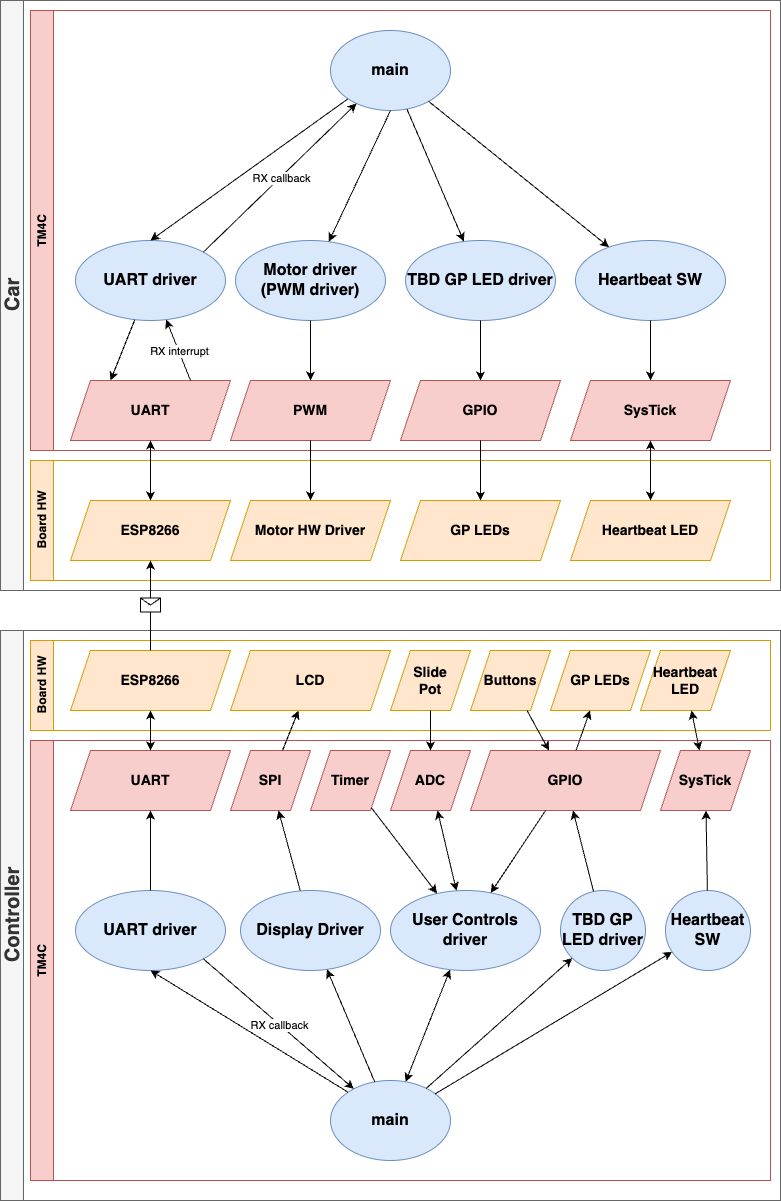 Car
TM4C
main
RX callback
UART driver
Motor driver
(PWM driver)
TBD GP LED driver
Heartbeat SW
RX interrupt
UART
PWM
GPIO
SysTick
Board HW
ESP8266
Motor HW Driver
GP LEDs
Heartbeat LED
Controller
Board HW
ESP8266
LCD
Slide
Pot
Buttons
GP LEDs
Heartbeat
LED
TM4C
UART
SPI
Timer
ADC
GPIO
SysTick
UART driver
Display Driver
User Controls
driver
TBD GP
LED driver
Heartbeat
SW
RX callback
main